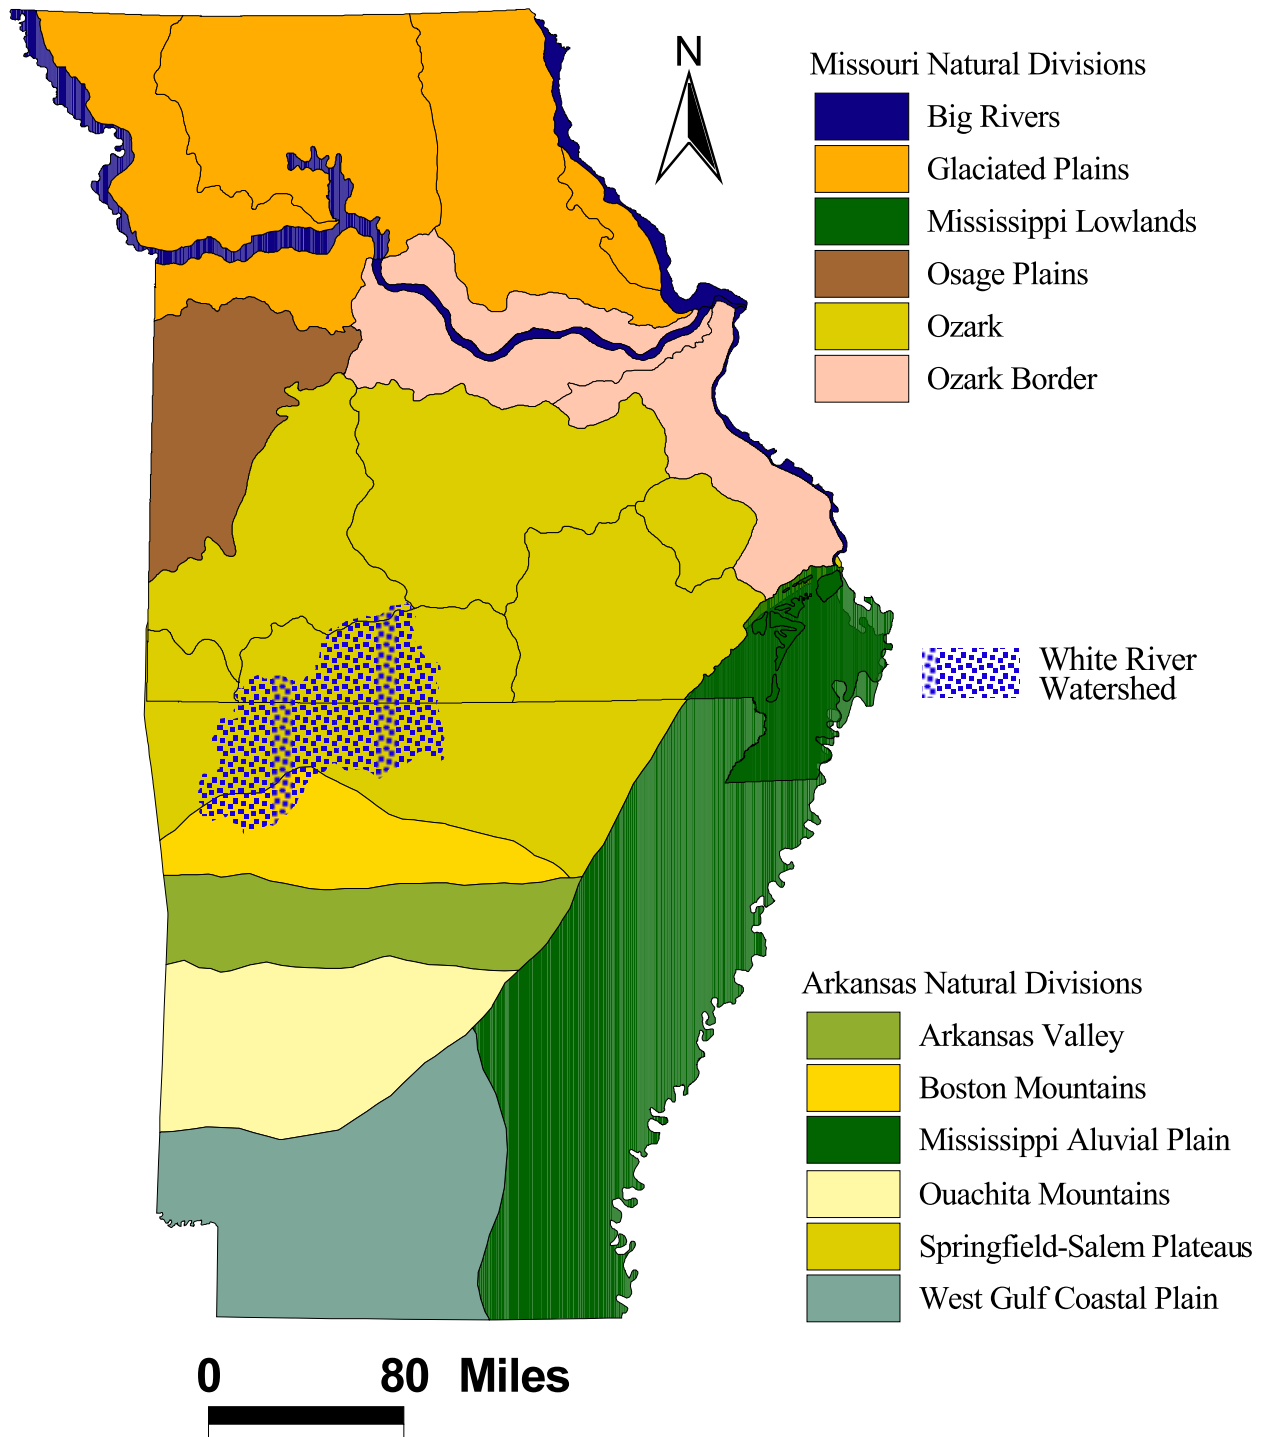 N
Missouri Natural Divisions
Big Rivers
Glaciated Plains
Mississippi Lowlands
Osage Plains
Ozark
Ozark Border
White River
Watershed
Arkansas Natural Divisions
Arkansas Valley
Boston Mountains
Mississippi Aluvial Plain
Ouachita Mountains
Springfield-Salem Plateaus
West Gulf Coastal Plain
0 80 Miles